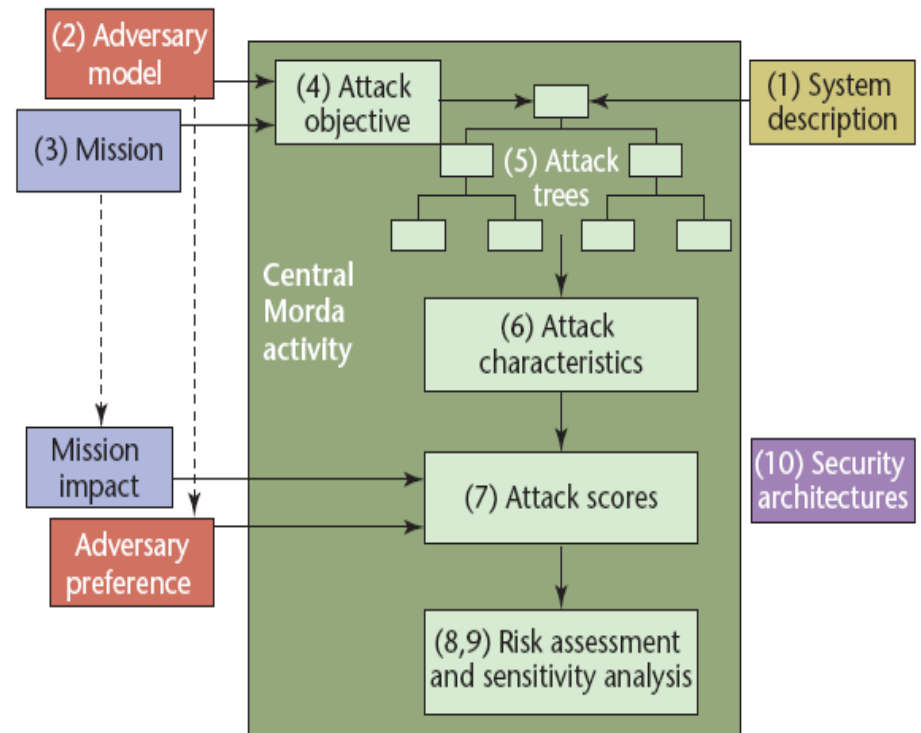 (2) Adversary
model
(3) Mission
(4) Attack
objective
(1) System
description
(5) Attack
trees
Central
Morda
activity
(6) Attack
characteristics
Mission
impact
(7) Attack scores
(10) Security
architectures
Adversary
preference
(8,9) Risk assessment
and sensitivity analysis